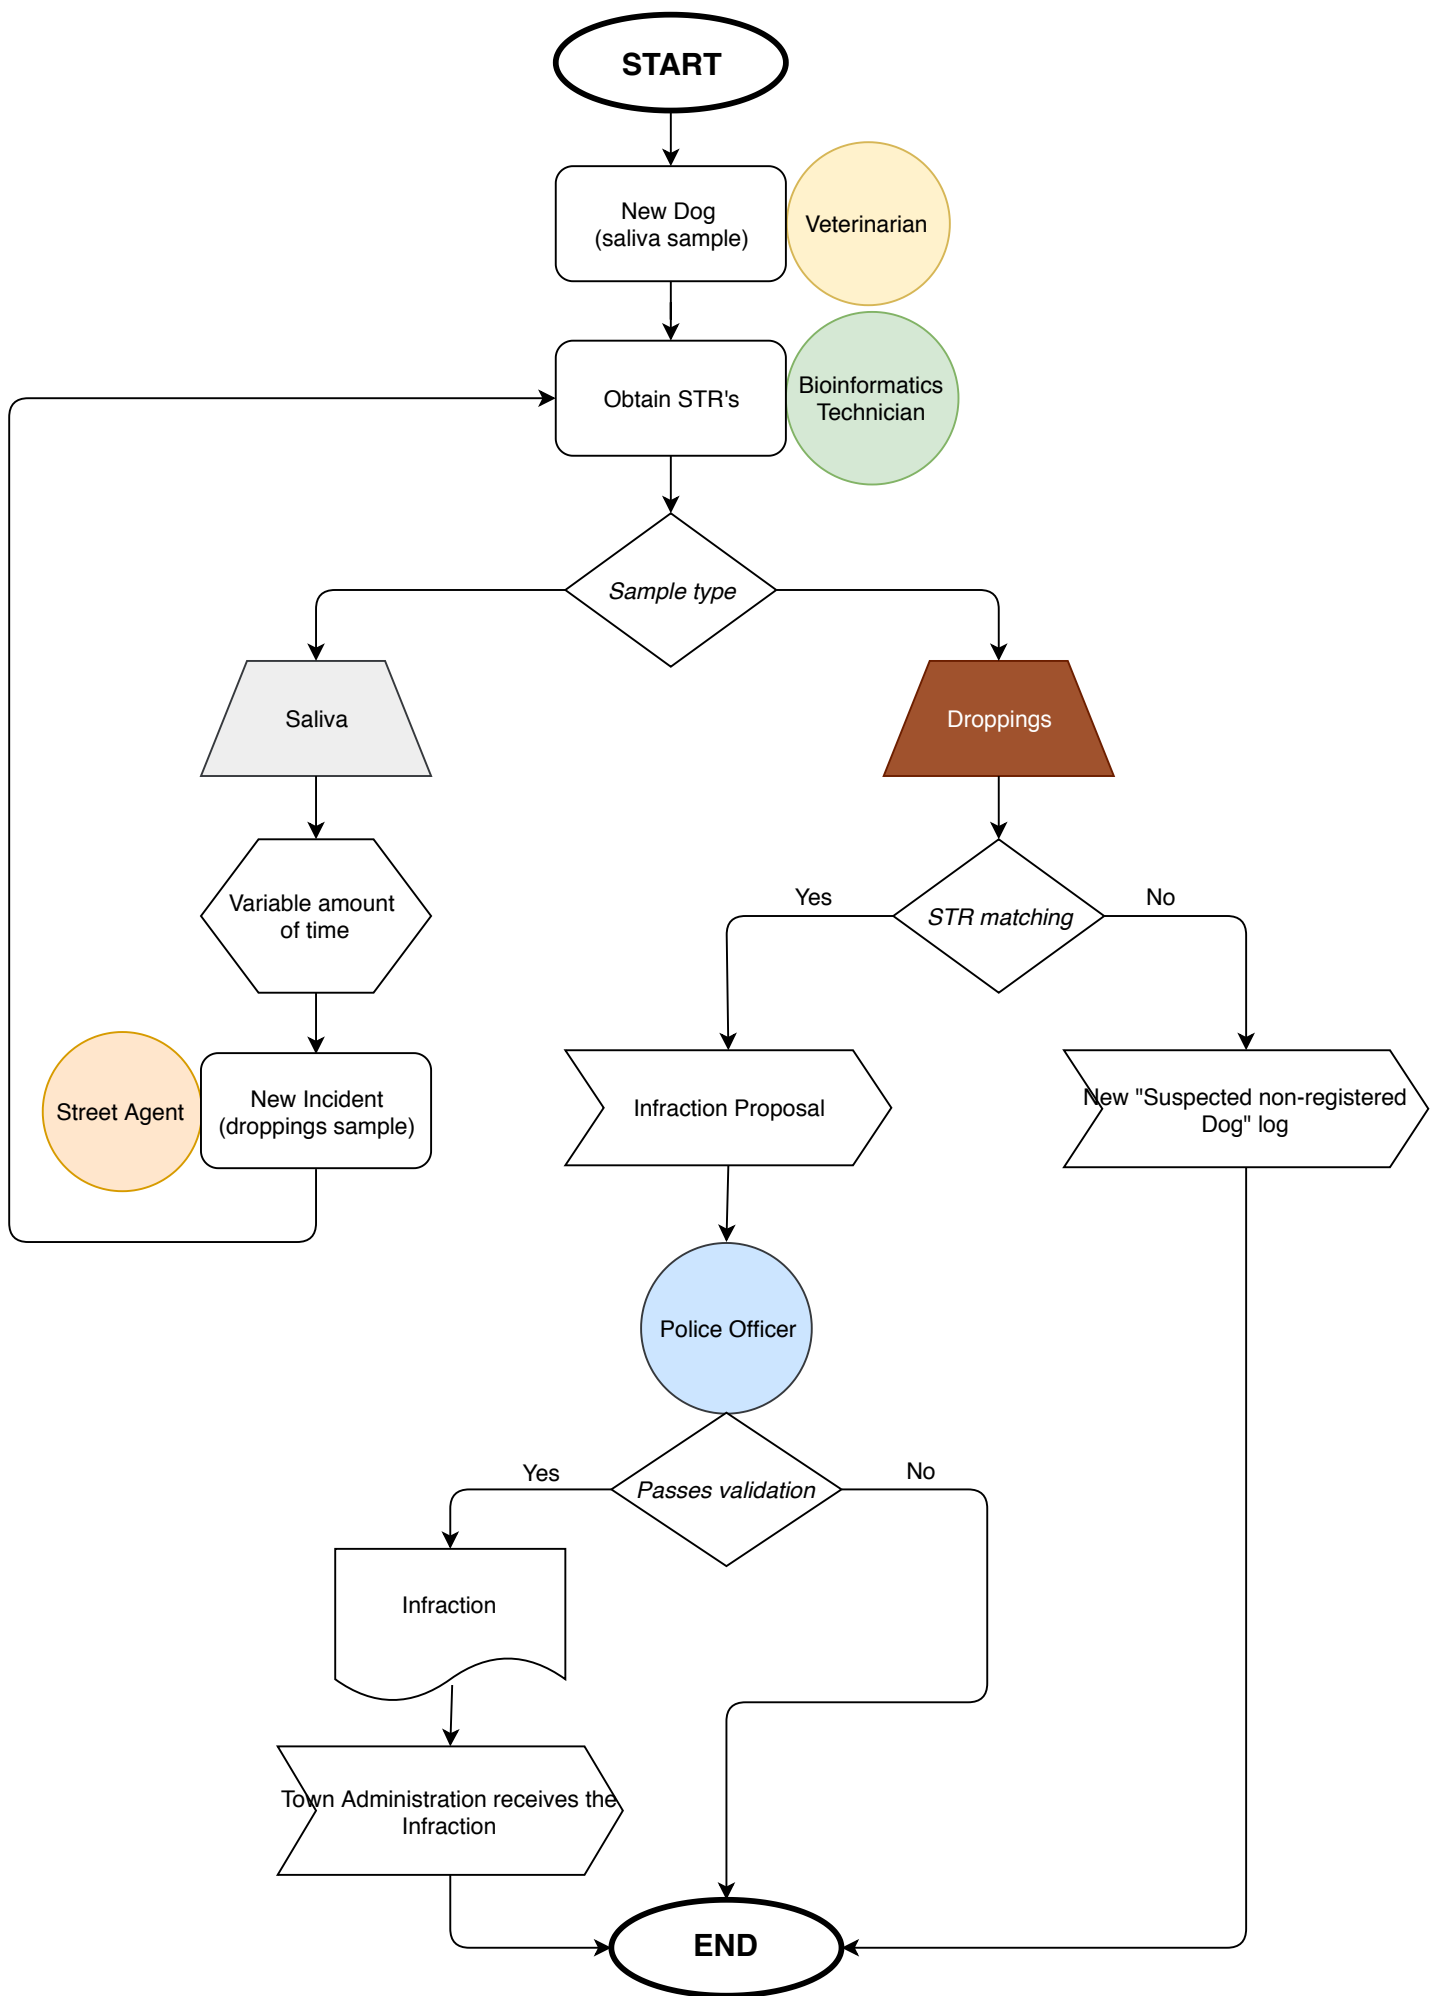 START
New Dog
(saliva sample)
Veterinarian
Obtain STR's
Bioinformatics
Technician
Sample type
Saliva
Droppings
Variable amount
of time
Yes
STR matching
No
Street Agent
New Incident
(droppings sample)
Infraction Proposal
New "Suspected non-registered
Dog" log
Police Officer
Yes
Passes validation
No
Infraction
Town Administration receives the
Infraction
END